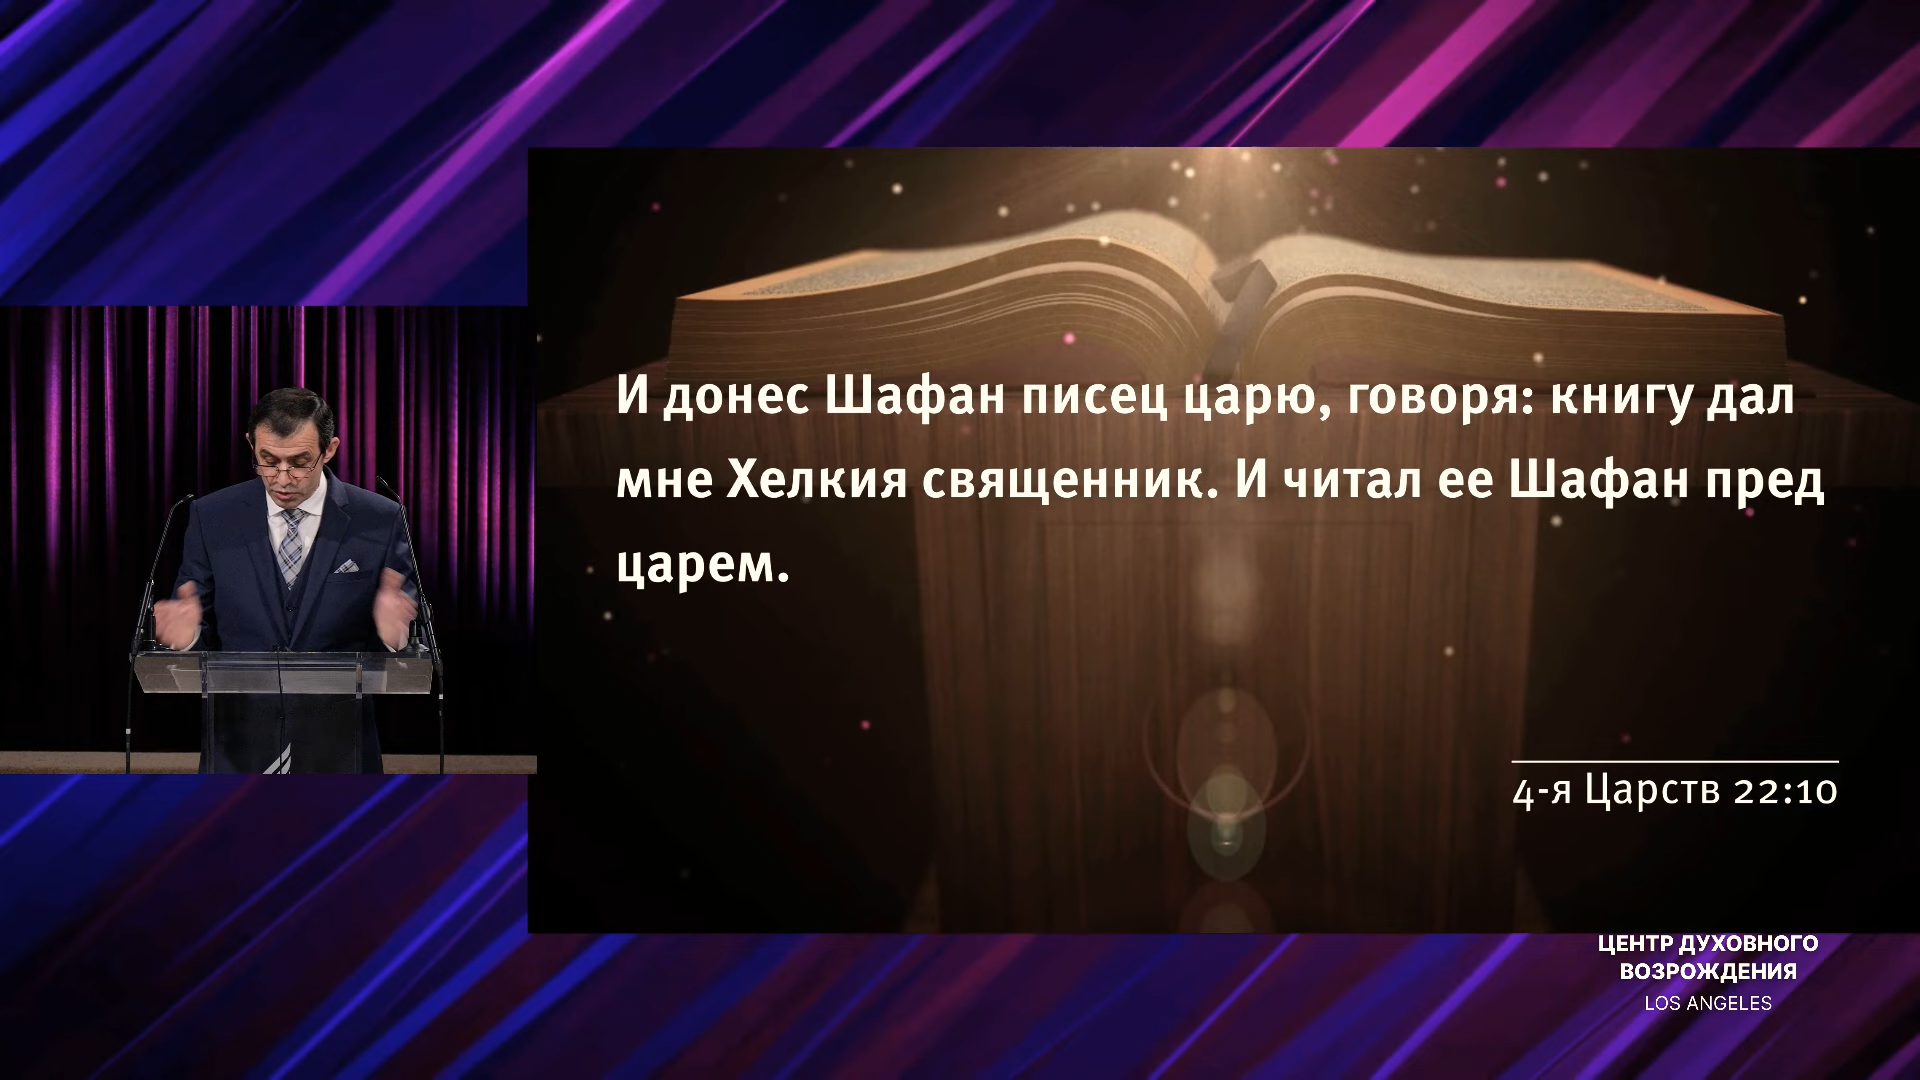 И донес Шафан писец царю, говоря: книгу дал
мне Хелкия священник. И читал ее Шафан пред
царем.
4-я Царств 22:10
ЦЕНТР ДУХОВНОГО
ВОЗРОЖДЕНИЯ
LOS ANGELES